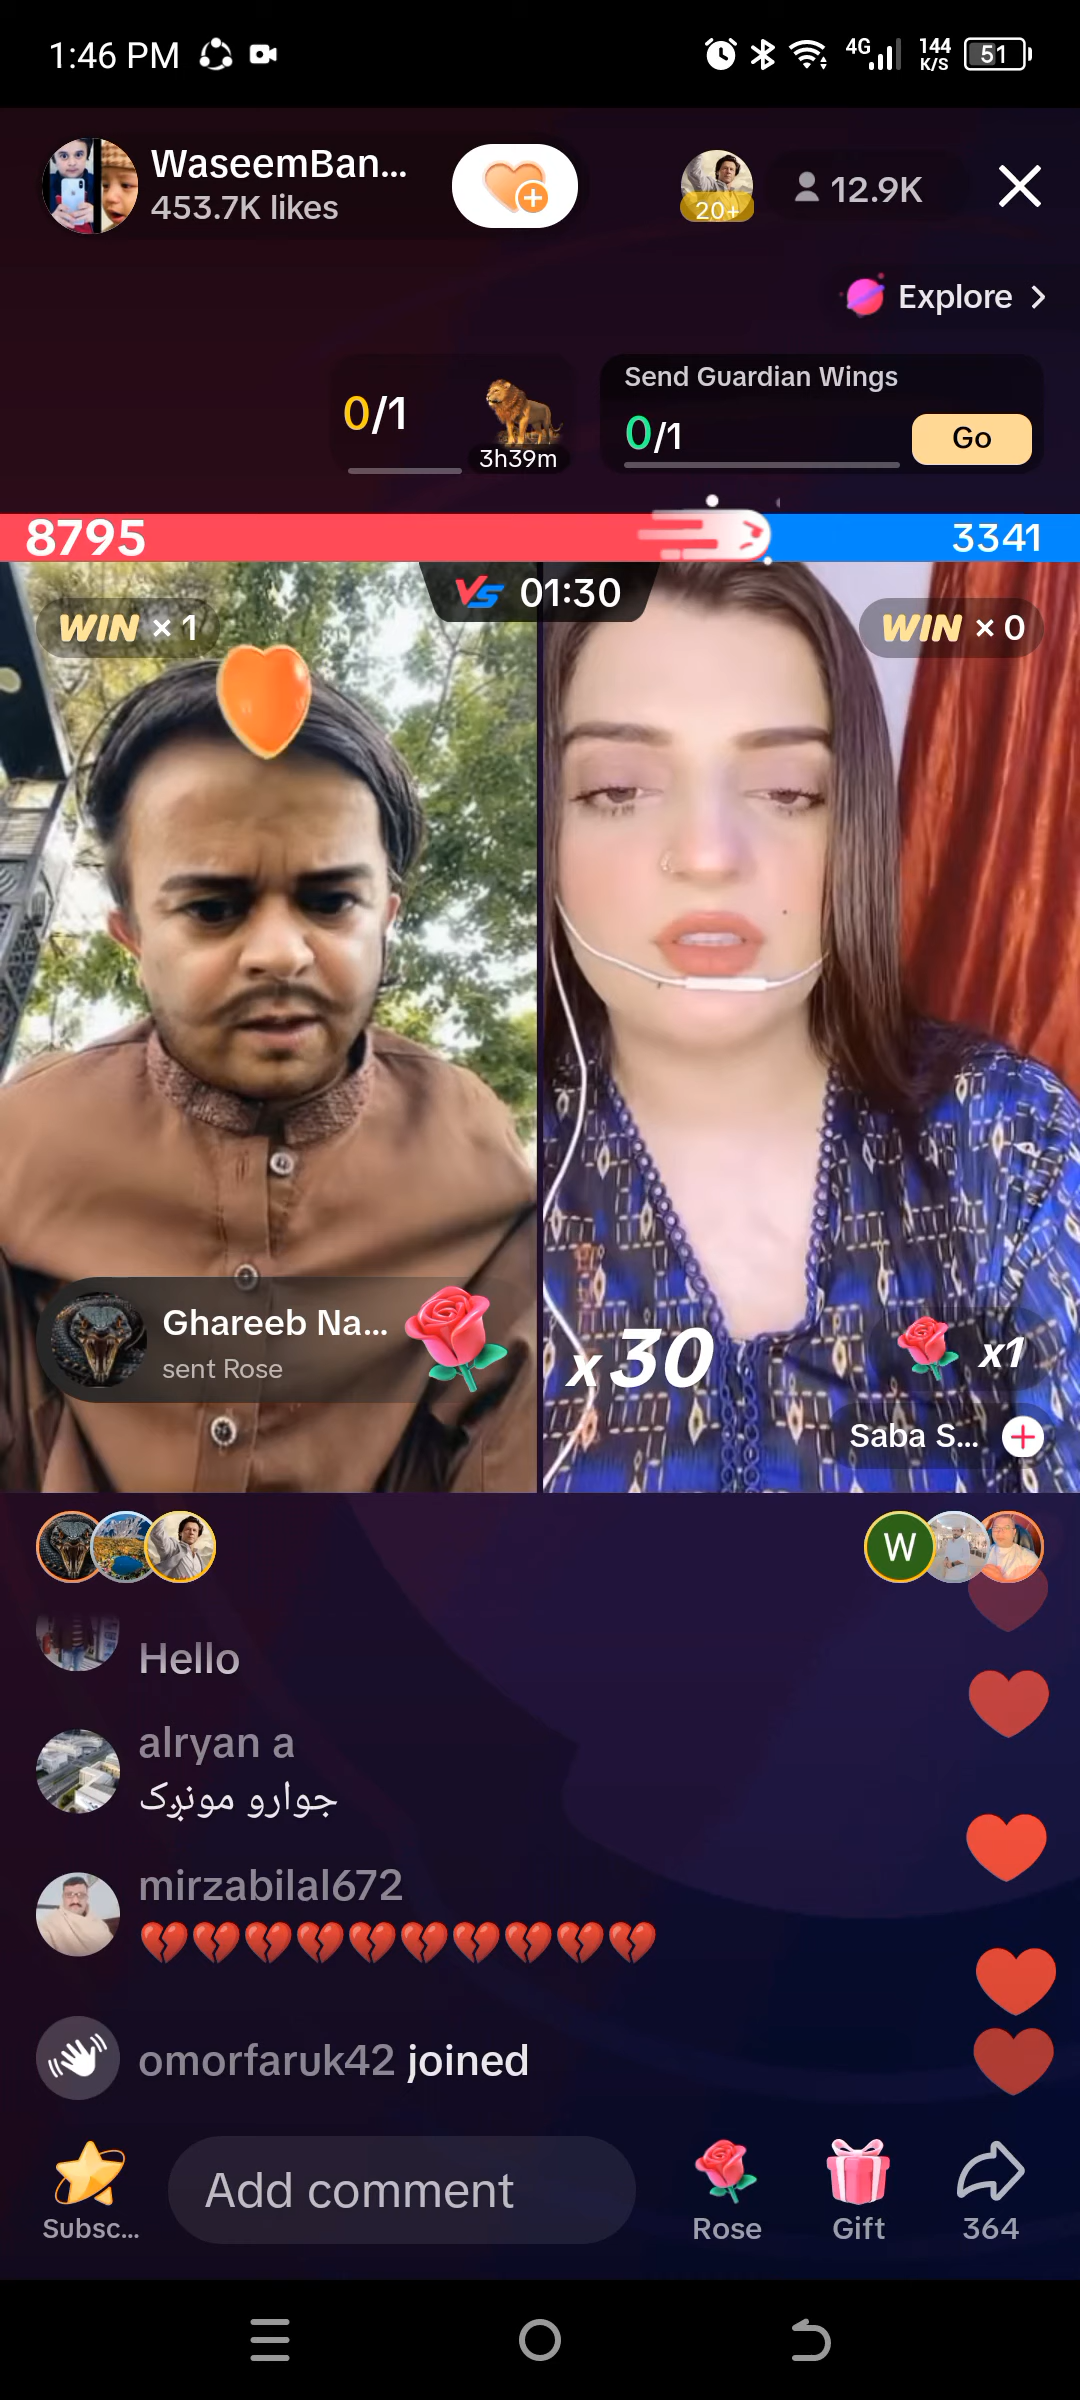 1:46 PM
4G
144
K/S
51
WaseemBan...
453.7K likes
20+
12.9K
Explore
0/1
3h39m
Send Guardian Wings
0/1
Go
8795
3341
VS 01:30
WIN × 1
WIN × 0
Ghareeb Na...
sent Rose
x30
x1
Saba S...
W
Hello
alryan a
جوارو مونږک
mirzabilal672
💔💔💔💔💔💔💔💔💔💔
omorfaruk42 joined
Subsc...
Add comment
Rose
Gift
364